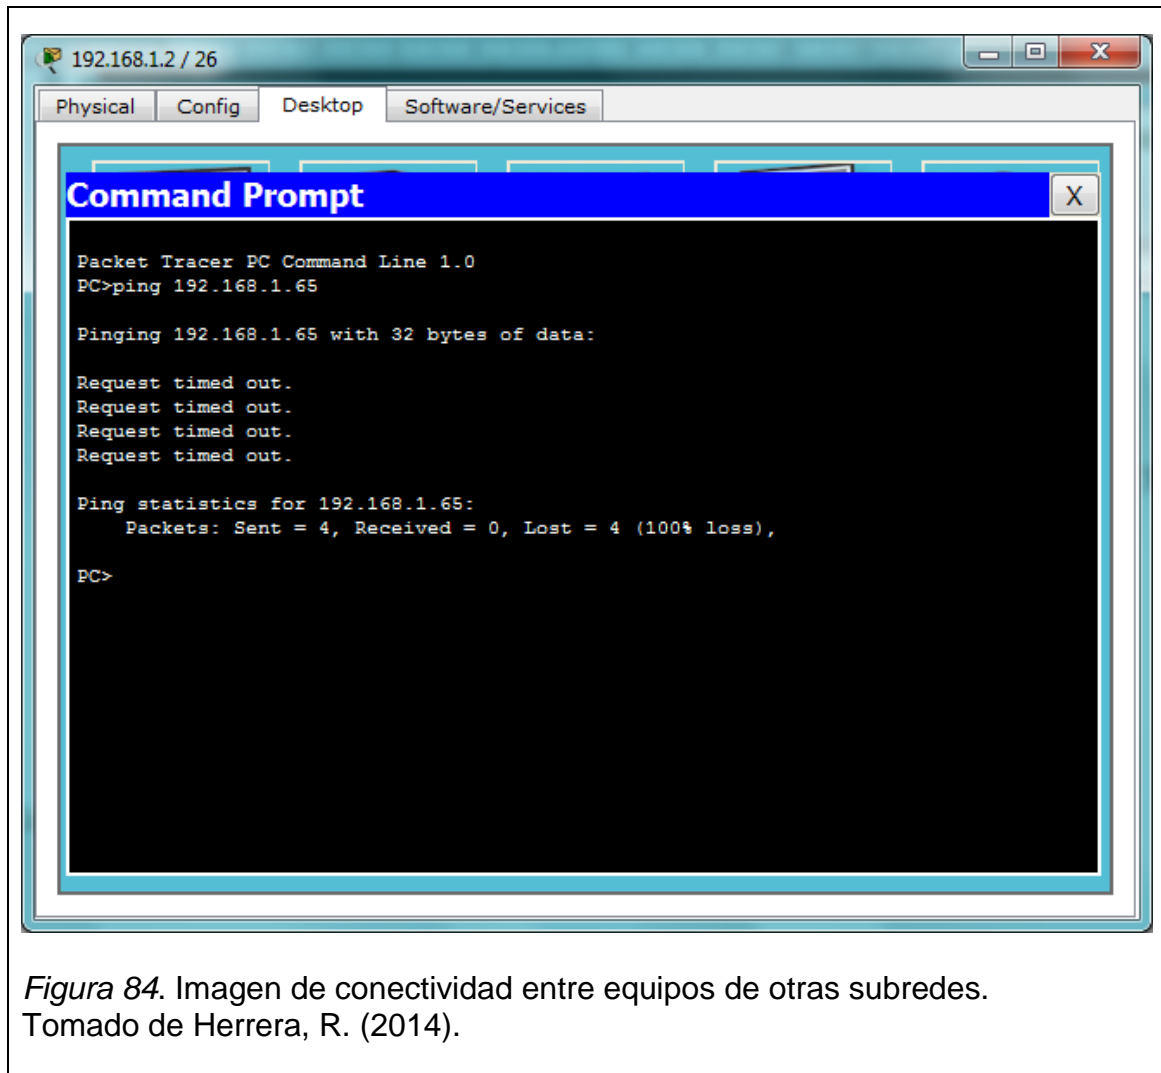 192.168.1.2 / 26
Physical Config Desktop Software/Services
Command Prompt X
Packet Tracer PC Command Line 1.0
PC>ping 192.168.1.65
Pinging 192.168.1.65 with 32 bytes of data:
Request timed out.
Request timed out.
Request timed out.
Request timed out.
Ping statistics for 192.168.1.65:
Packets: Sent = 4, Received = 0, Lost = 4 (100% loss),
PC>
Figura 84. Imagen de conectividad entre equipos de otras subredes.
Tomado de Herrera, R. (2014).